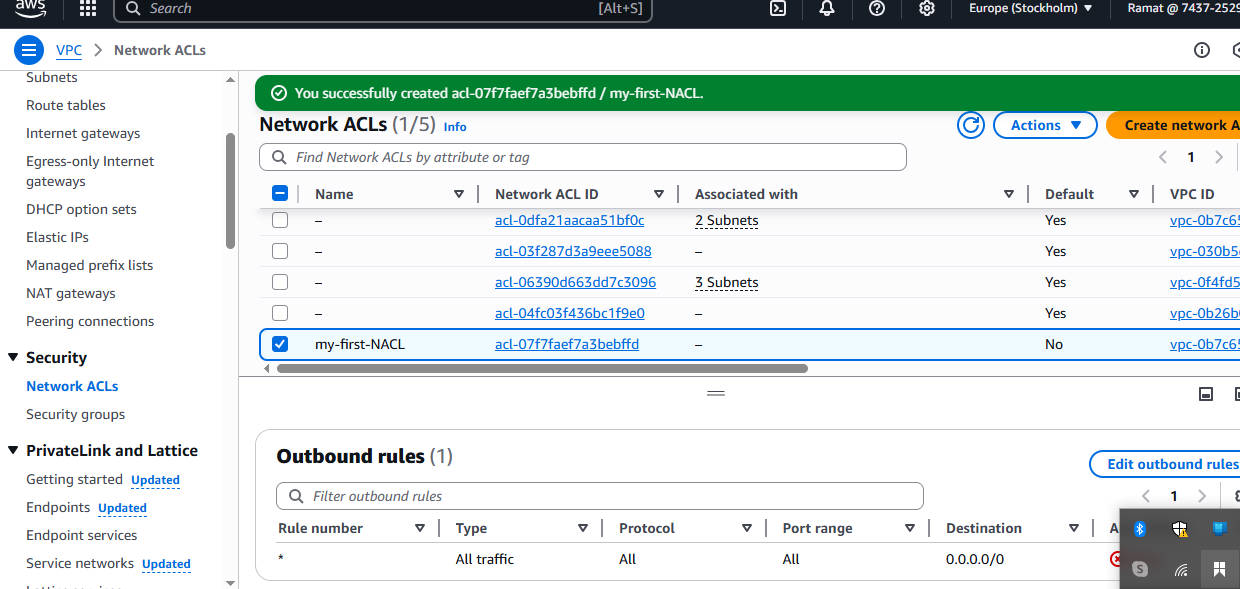 aws
Search [Alt+S] Europe (Stockholm) Ramat @ 7437-2529
VPC > Network ACLs
Subnets
Route tables
Internet gateways
Egress-only Internet
gateways
DHCP option sets
Elastic IPs
Managed prefix lists
NAT gateways
Peering connections
Security
Network ACLs
Security groups
PrivateLink and Lattice
Getting started Updated
Endpoints Updated
Endpoint services
Service networks Updated
You successfully created acl-07f7faef7a3bebffd / my-first-NACL.
Network ACLs (1/5) Info Actions Create network A
Find Network ACLs by attribute or tag
1
Name Network ACL ID Associated with Default VPC ID
– acl-0dfa21aacaa51bf0c 2 Subnets Yes vpc-0b7c65
– acl-03f287d3a9eee5088 – Yes vpc-030b5
– acl-06390d663dd7c3096 3 Subnets Yes vpc-0f4fd5
– acl-04fc03f436bc1f9e0 – Yes vpc-0b26b
my-first-NACL acl-07f7faef7a3bebffd – No vpc-0b7c65
Outbound rules (1) Edit outbound rules
Filter outbound rules
1
Rule number Type Protocol Port range Destination A
* All traffic All All 0.0.0.0/0